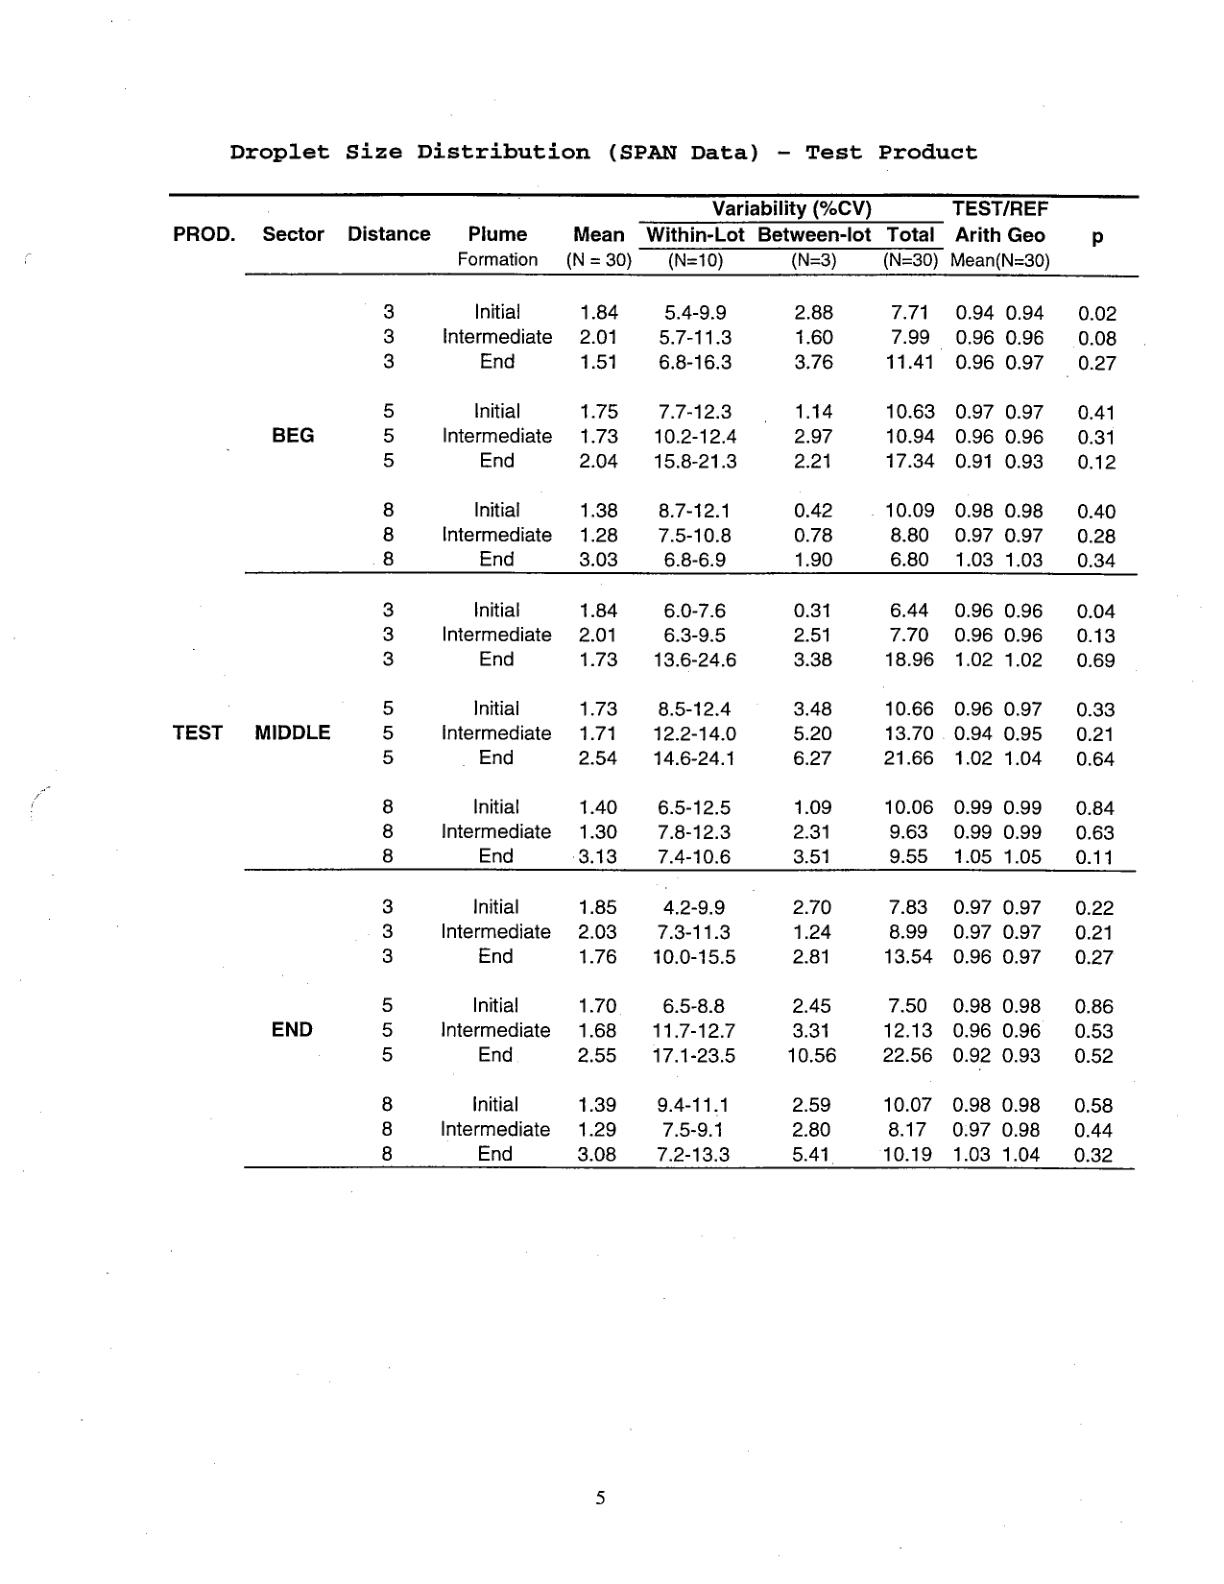 Droplet Size Distribution (SPAN Data) - Test Product
Variability (%CV) TEST/REF
PROD. Sector Distance Plume Mean Within-Lot Between-lot Total Arith Geo p
Formation (N = 30) (N=10) (N=3) (N=30) Mean(N=30)
3 Initial 1.84 5.4-9.9 2.88 7.71 0.94 0.94 0.02
3 Intermediate 2.01 5.7-11.3 1.60 7.99 0.96 0.96 0.08
3 End 1.51 6.8-16.3 3.76 11.41 0.96 0.97 0.27
5 Initial 1.75 7.7-12.3 1.14 10.63 0.97 0.97 0.41
BEG 5 Intermediate 1.73 10.2-12.4 2.97 10.94 0.96 0.96 0.31
5 End 2.04 15.8-21.3 2.21 17.34 0.91 0.93 0.12
8 Initial 1.38 8.7-12.1 0.42 10.09 0.98 0.98 0.40
8 Intermediate 1.28 7.5-10.8 0.78 8.80 0.97 0.97 0.28
8 End 3.03 6.8-6.9 1.90 6.80 1.03 1.03 0.34
3 Initial 1.84 6.0-7.6 0.31 6.44 0.96 0.96 0.04
3 Intermediate 2.01 6.3-9.5 2.51 7.70 0.96 0.96 0.13
3 End 1.73 13.6-24.6 3.38 18.96 1.02 1.02 0.69
5 Initial 1.73 8.5-12.4 3.48 10.66 0.96 0.97 0.33
TEST MIDDLE 5 Intermediate 1.71 12.2-14.0 5.20 13.70 0.94 0.95 0.21
5 End 2.54 14.6-24.1 6.27 21.66 1.02 1.04 0.64
8 Initial 1.40 6.5-12.5 1.09 10.06 0.99 0.99 0.84
8 Intermediate 1.30 7.8-12.3 2.31 9.63 0.99 0.99 0.63
8 End 3.13 7.4-10.6 3.51 9.55 1.05 1.05 0.11
3 Initial 1.85 4.2-9.9 2.70 7.83 0.97 0.97 0.22
3 Intermediate 2.03 7.3-11.3 1.24 8.99 0.97 0.97 0.21
3 End 1.76 10.0-15.5 2.81 13.54 0.96 0.97 0.27
5 Initial 1.70 6.5-8.8 2.45 7.50 0.98 0.98 0.86
END 5 Intermediate 1.68 11.7-12.7 3.31 12.13 0.96 0.96 0.53
5 End 2.55 17.1-23.5 10.56 22.56 0.92 0.93 0.52
8 Initial 1.39 9.4-11.1 2.59 10.07 0.98 0.98 0.58
8 Intermediate 1.29 7.5-9.1 2.80 8.17 0.97 0.98 0.44
8 End 3.08 7.2-13.3 5.41 10.19 1.03 1.04 0.32
5